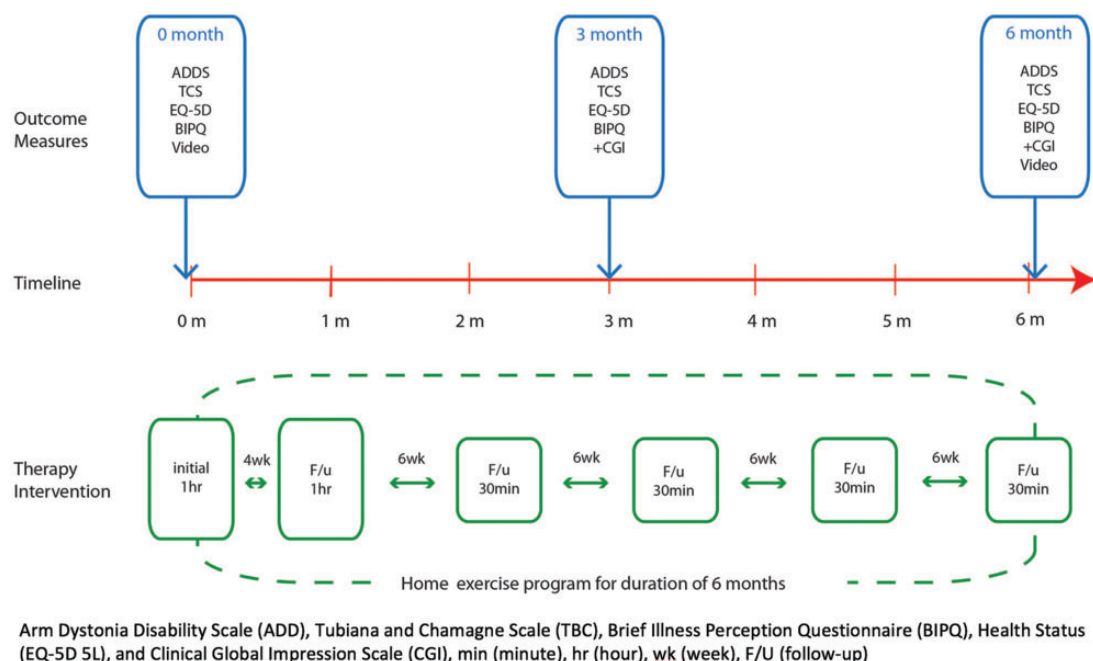 0 month
ADDS
TCS
EQ-5D
BIPQ
Video
3 month
ADDS
TCS
EQ-5D
BIPQ
+CGI
6 month
ADDS
TCS
EQ-5D
BIPQ
+CGI
Video
Outcome
Measures
Timeline
0 m
1 m
2 m
3 m
4 m
5 m
6 m
Therapy
Intervention
initial
1hr
4wk
F/u
1hr
6wk
F/u
30min
6wk
F/u
30min
6wk
F/u
30min
6wk
F/u
30min
Home exercise program for duration of 6 months
Arm Dystonia Disability Scale (ADD), Tubiana and Chamagne Scale (TBC), Brief Illness Perception Questionnaire (BIPQ), Health Status
(EQ-5D 5L), and Clinical Global Impression Scale (CGI), min (minute), hr (hour), wk (week), F/U (follow-up)